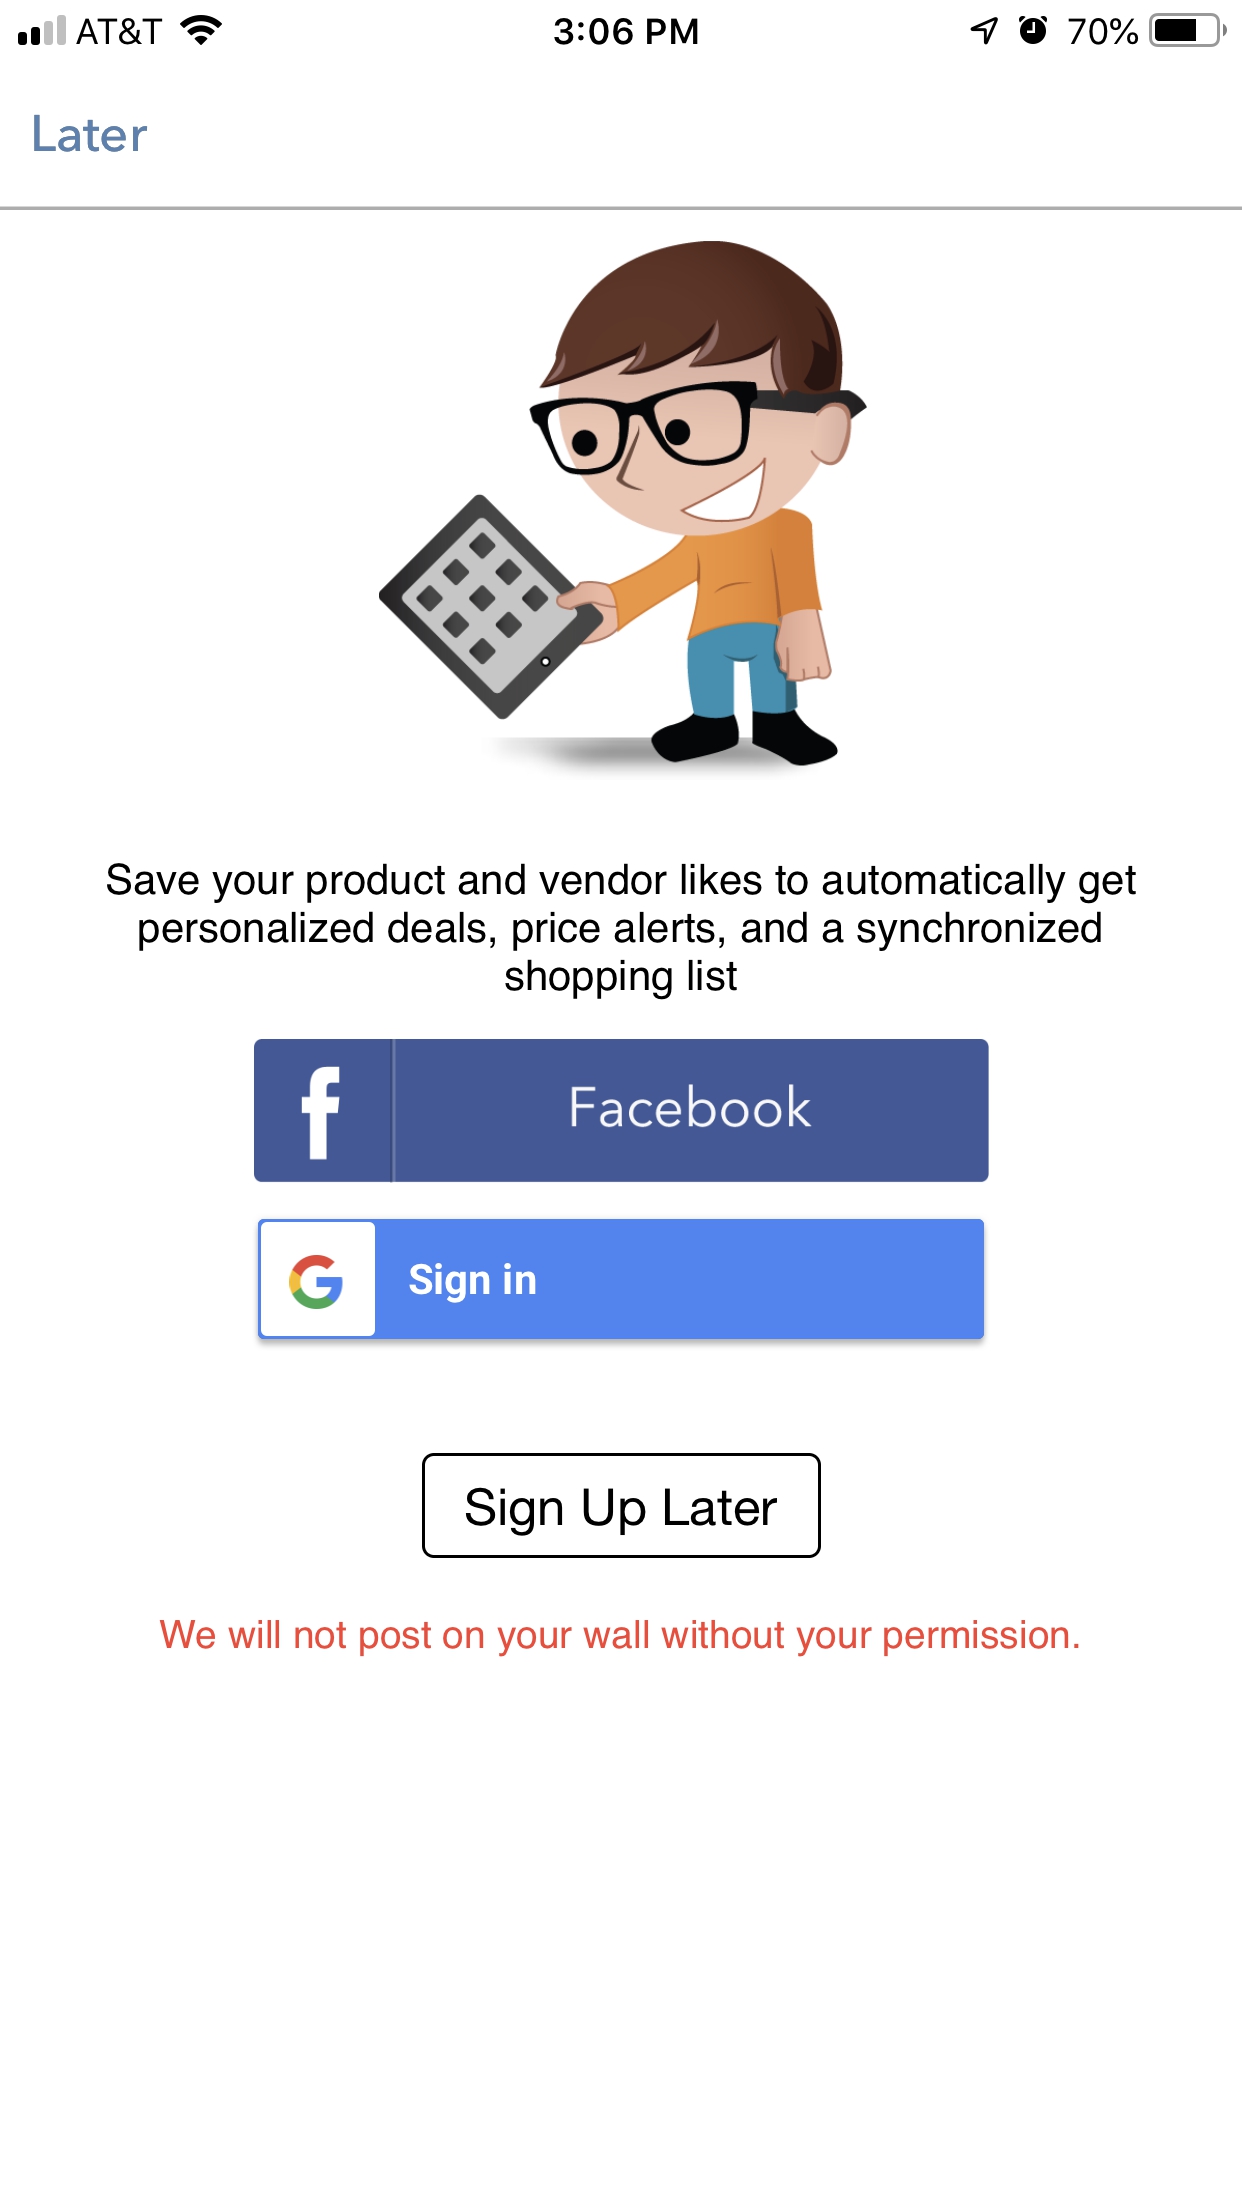 AT&T 3:06 PM 70%
Later
Save your product and vendor likes to automatically get
personalized deals, price alerts, and a synchronized
shopping list
f Facebook
G Sign in
Sign Up Later
We will not post on your wall without your permission.